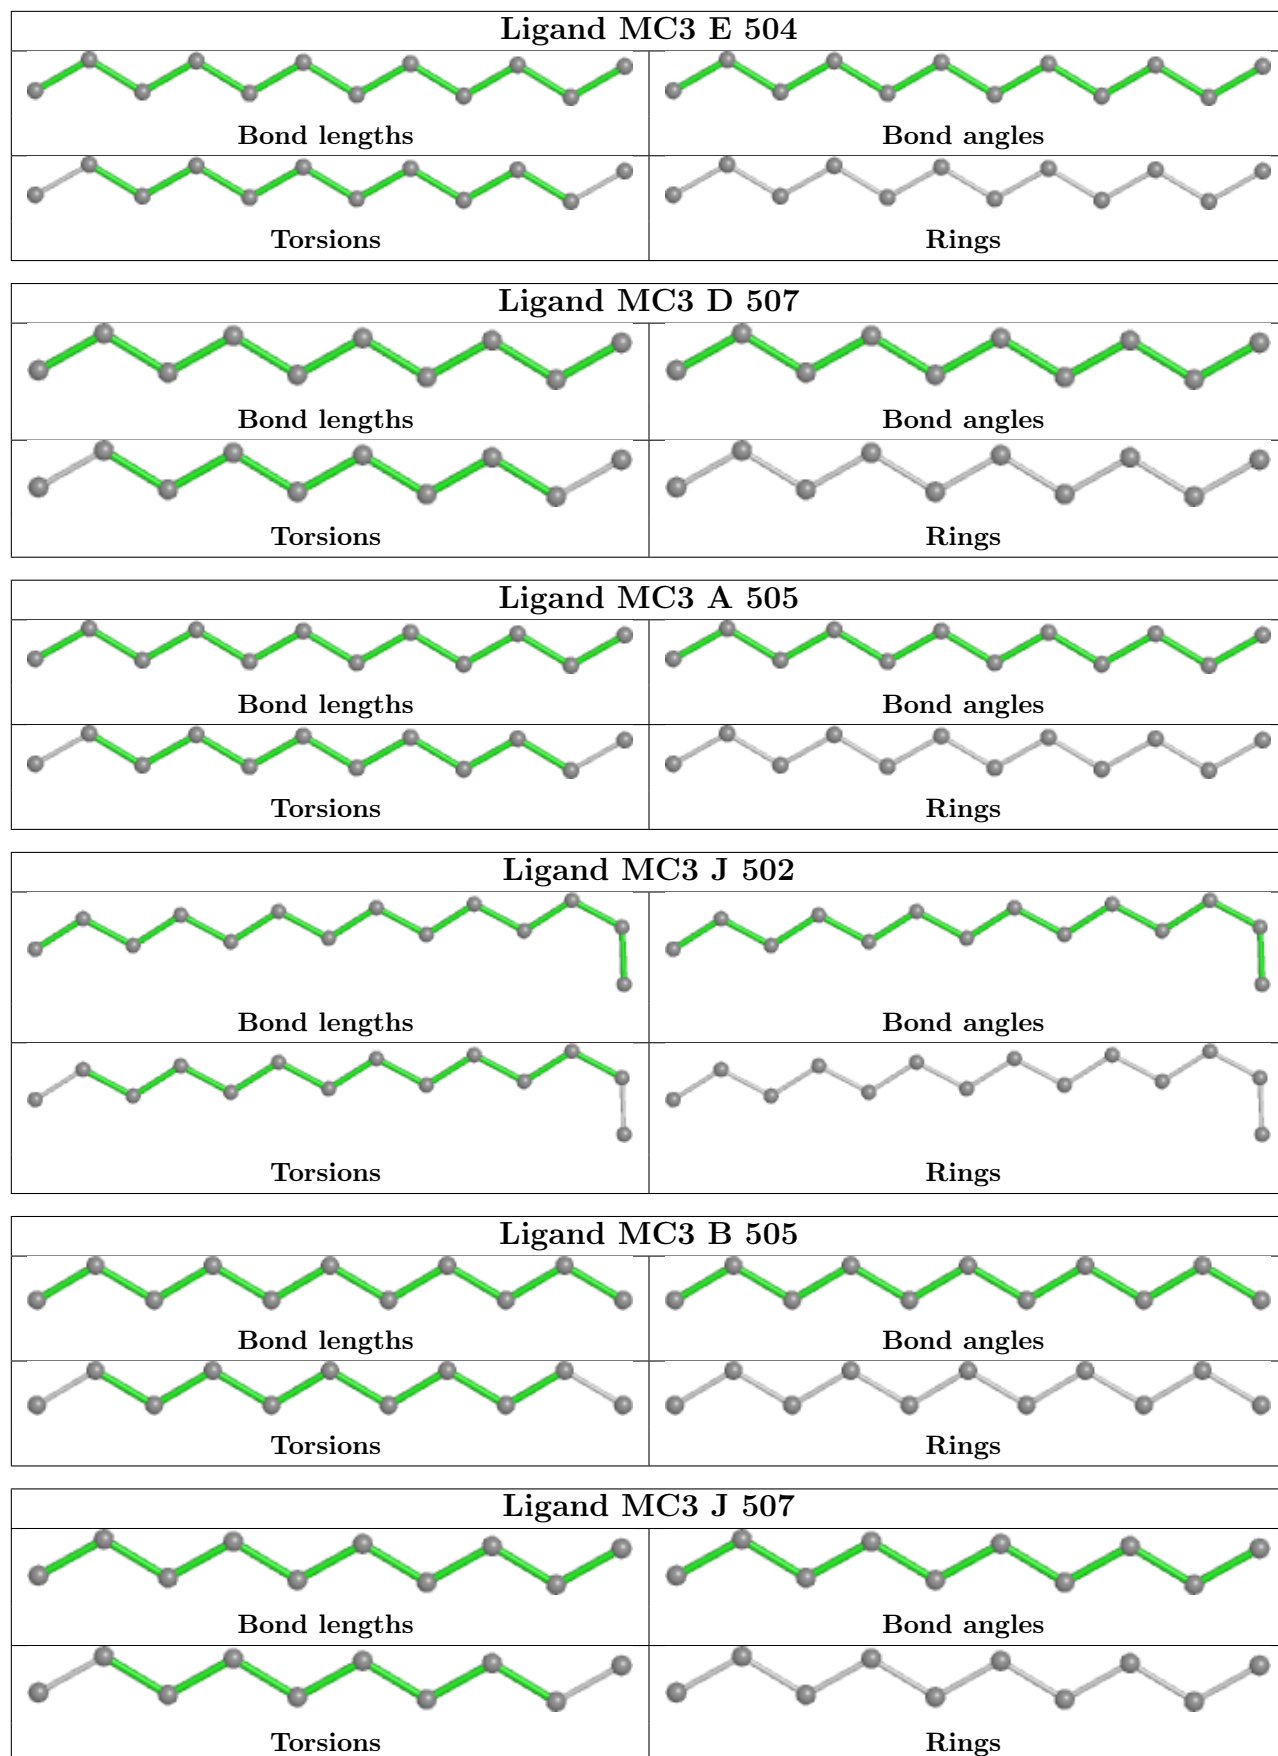 Ligand MC3 E 504
Bond lengths Bond angles
Torsions Rings
Ligand MC3 D 507
Bond lengths Bond angles
Torsions Rings
Ligand MC3 A 505
Bond lengths Bond angles
Torsions Rings
Ligand MC3 J 502
Bond lengths Bond angles
Torsions Rings
Ligand MC3 B 505
Bond lengths Bond angles
Torsions Rings
Ligand MC3 J 507
Bond lengths Bond angles
Torsions Rings